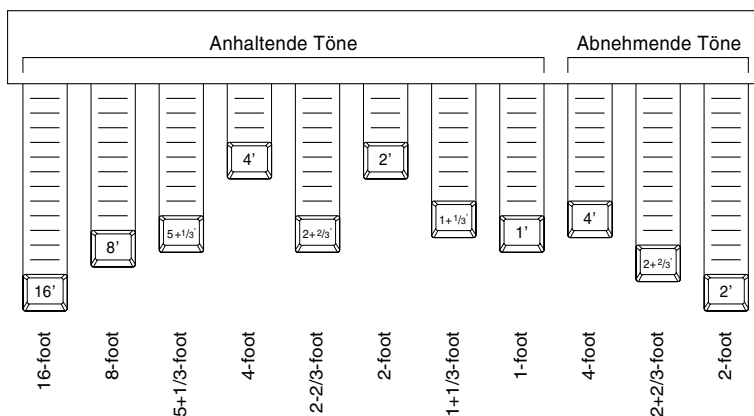 Anhaltende Töne
Abnehmende Töne
4’
2’
1+1/3’
4’
5+1/3’
2+2/3’
1’
8’
2+2/3’
16’
2’
16-foot
8-foot
5+1/3-foot
4-foot
2-2/3-foot
2-foot
1+1/3-foot
1-foot
4-foot
2+2/3-foot
2-foot